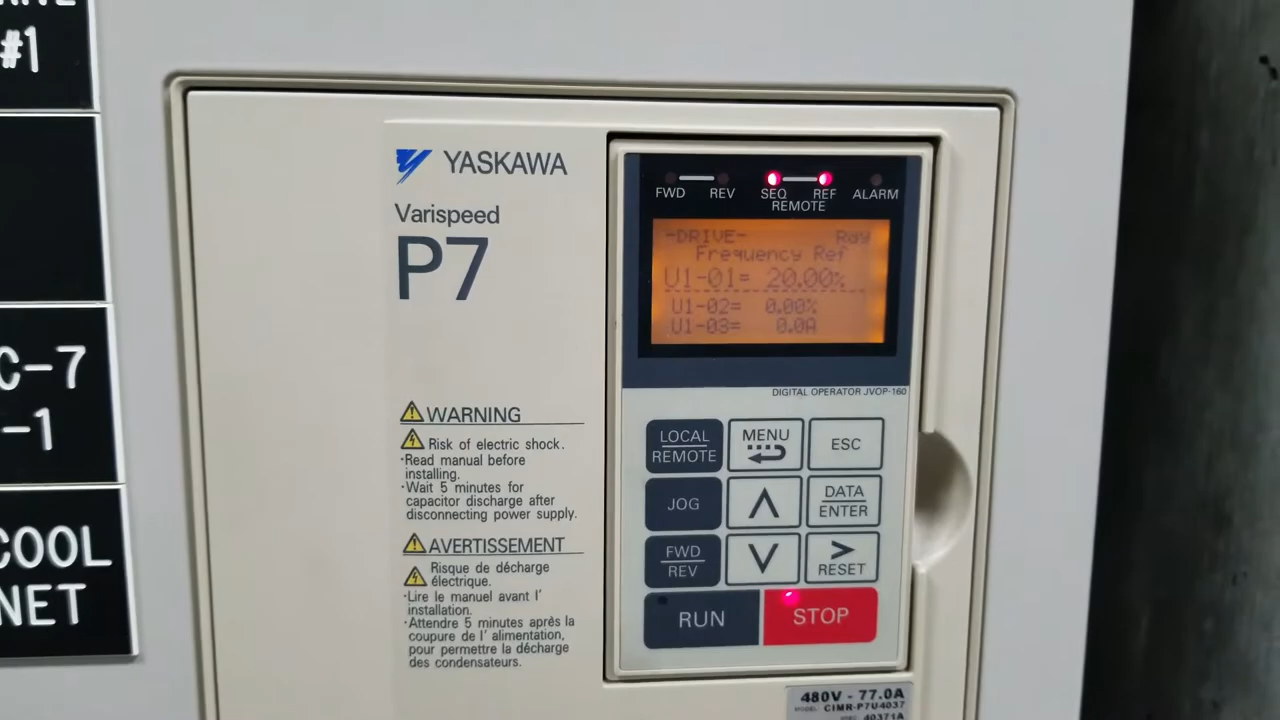 #1
C-7
-1
COOL
NET
YASKAWA
Varispeed
P7
WARNING
Risk of electric shock.
·Read manual before
installing.
·Wait 5 minutes for
capacitor discharge after
disconnecting power supply.
AVERTISSEMENT
Risque de décharge
électrique.
·Lire le manuel avant l'
installation.
·Attendre 5 minutes après la
coupure de l' alimentation,
pour permettre la décharge
des condensateurs.
FWD REV SEQ REF ALARM
REMOTE
-DRIVE- Rdy
Frequency Ref
U1-01= 20.00%
U1-02= 0.00%
U1-03= 0.0A
DIGITAL OPERATOR JVOP-160
LOCAL
REMOTE
MENU
ESC
JOG
DATA
ENTER
FWD
REV
>
RESET
RUN
STOP
480V - 77.0A
MODEL: CIMR-P7U4037
SPEC: 40371A